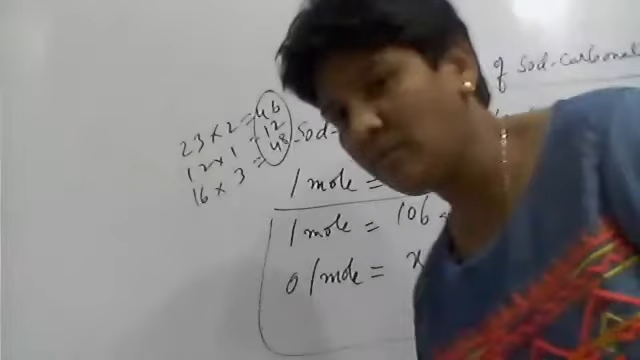 of Sod-Carbonat
23 × 2 = 46
12 × 1 = 12
16 × 3 = 48
Sod-
1 mole =
1 mole = 106
0/mole = x